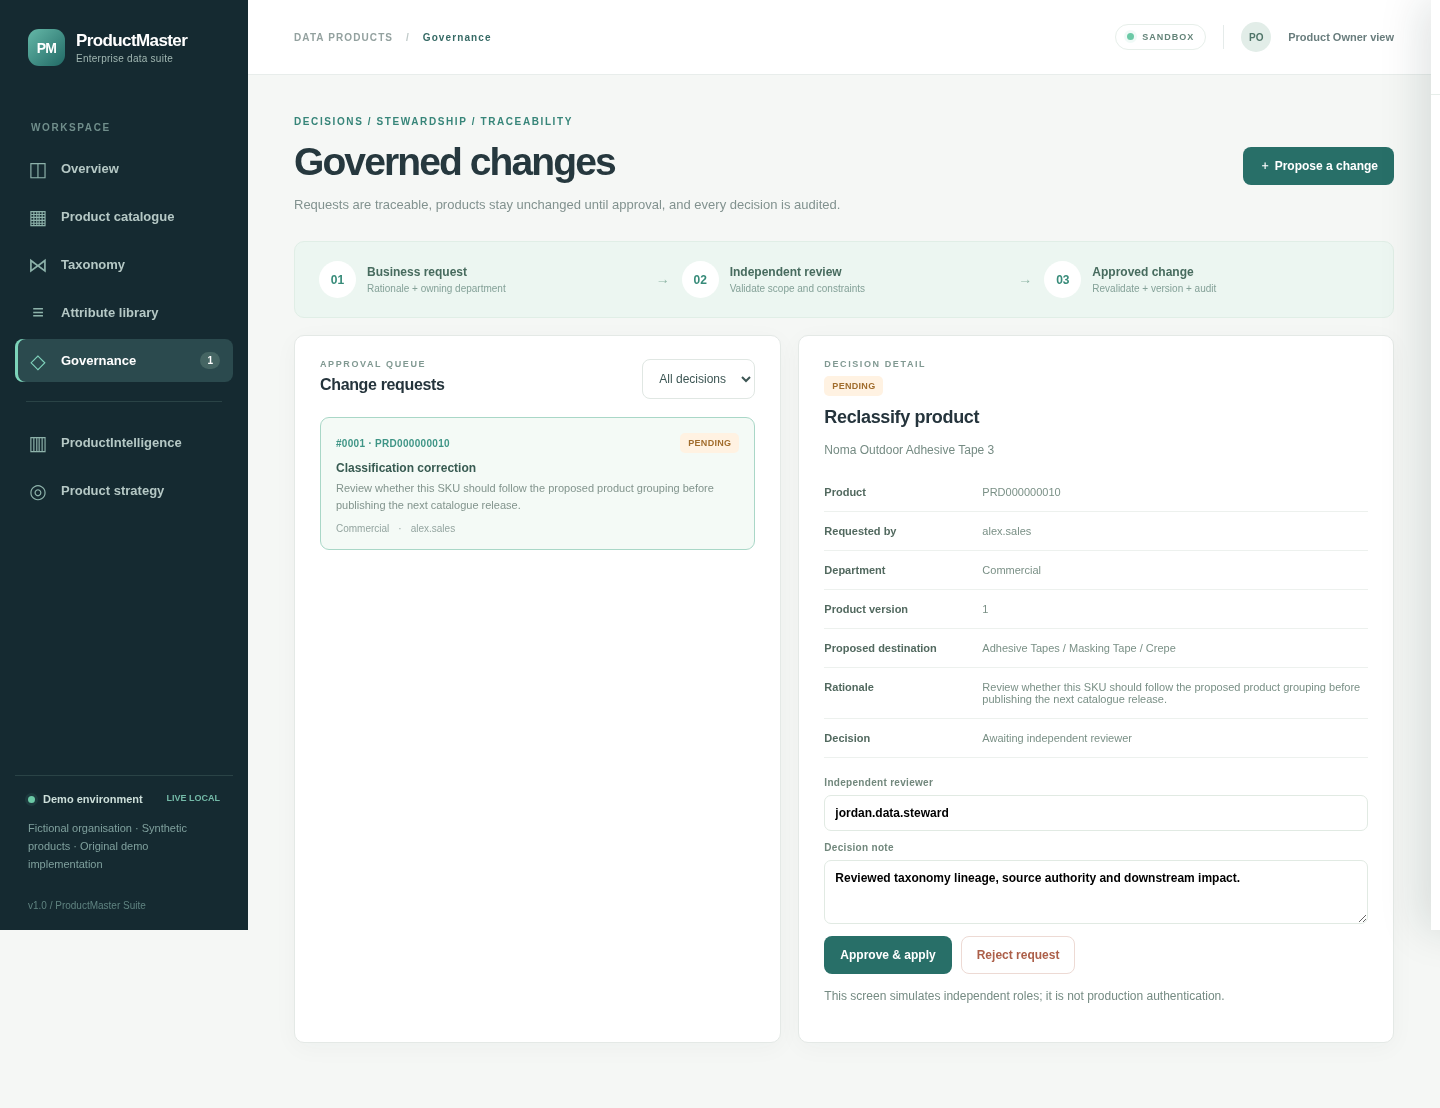 PM
ProductMaster
Enterprise data suite
WORKSPACE
Overview
Product catalogue
Taxonomy
Attribute library
Governance 1
ProductIntelligence
Product strategy
Demo environment LIVE LOCAL
Fictional organisation · Synthetic
products · Original demo
implementation
v1.0 / ProductMaster Suite
DATA PRODUCTS / Governance
SANDBOX
PO Product Owner view
DECISIONS / STEWARDSHIP / TRACEABILITY
Governed changes
+ Propose a change
Requests are traceable, products stay unchanged until approval, and every decision is audited.
01 Business request
Rationale + owning department
→
02 Independent review
Validate scope and constraints
→
03 Approved change
Revalidate + version + audit
APPROVAL QUEUE
Change requests
All decisions
#0001 · PRD000000010 PENDING
Classification correction
Review whether this SKU should follow the proposed product grouping before
publishing the next catalogue release.
Commercial · alex.sales
DECISION DETAIL
PENDING
Reclassify product
Noma Outdoor Adhesive Tape 3
Product PRD000000010
Requested by alex.sales
Department Commercial
Product version 1
Proposed destination Adhesive Tapes / Masking Tape / Crepe
Rationale Review whether this SKU should follow the proposed product grouping before
publishing the next catalogue release.
Decision Awaiting independent reviewer
Independent reviewer
jordan.data.steward
Decision note
Reviewed taxonomy lineage, source authority and downstream impact.
Approve & apply Reject request
This screen simulates independent roles; it is not production authentication.